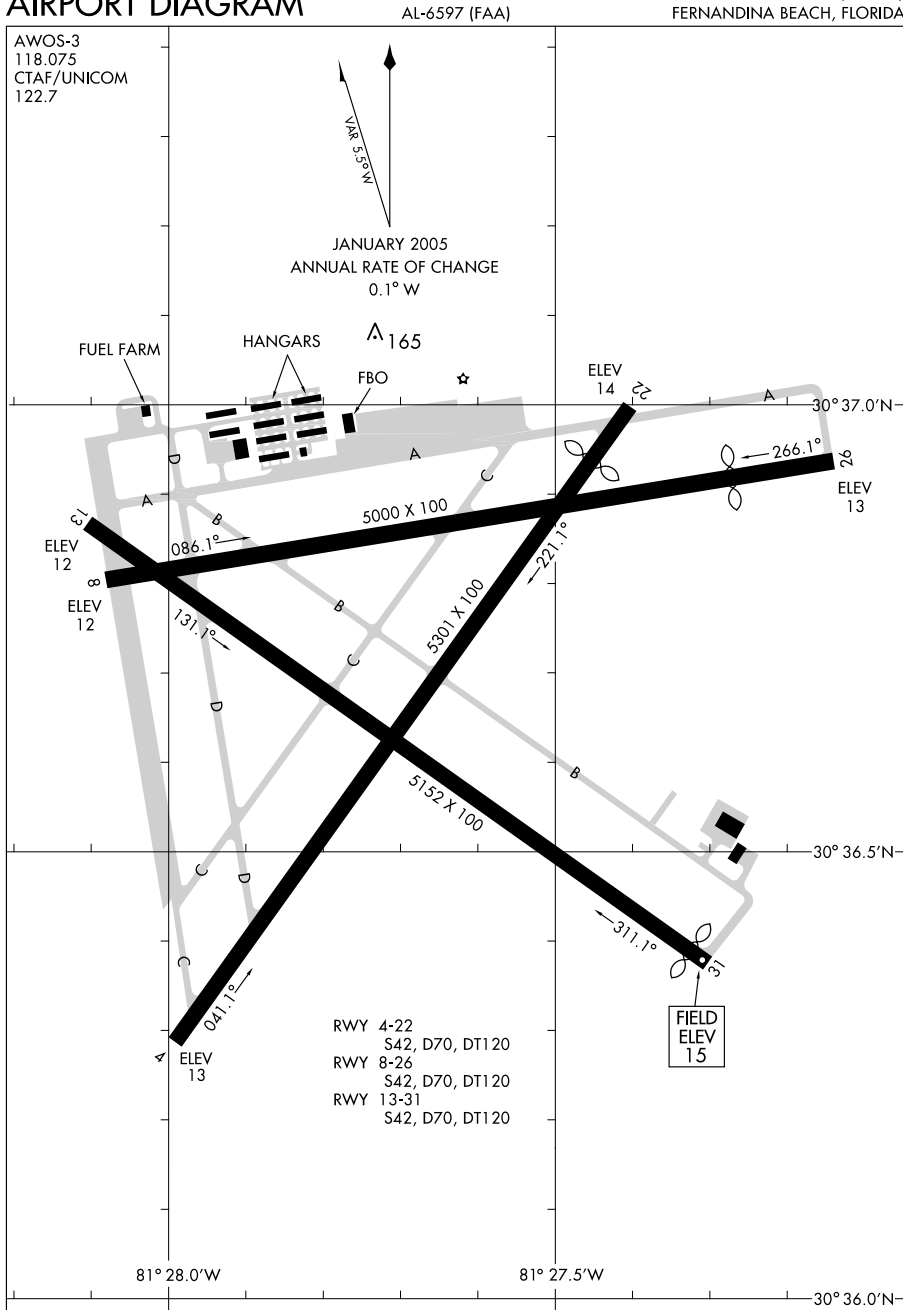 AIRPORT DIAGRAM
AL-6597 (FAA)
FERNANDINA BEACH, FLORIDA
AWOS-3
118.075
CTAF/UNICOM
122.7
VAR 5.5° W
JANUARY 2005
ANNUAL RATE OF CHANGE
0.1° W
165
FUEL FARM
HANGARS
FBO
ELEV
14
22
A
30° 37.0'N
D
A
C
266.1°
26
ELEV
13
A
13
B
5000 X 100
ELEV
12
086.1°
221.1°
8
ELEV
12
B
131.1°
5301 X 100
C
D
B
5152 X 100
30° 36.5'N
C
D
311.1°
31
C
041.1°
FIELD
ELEV
15
4
ELEV
13
RWY 4-22
S42, D70, DT120
RWY 8-26
S42, D70, DT120
RWY 13-31
S42, D70, DT120
81° 28.0'W
81° 27.5'W
30° 36.0'N